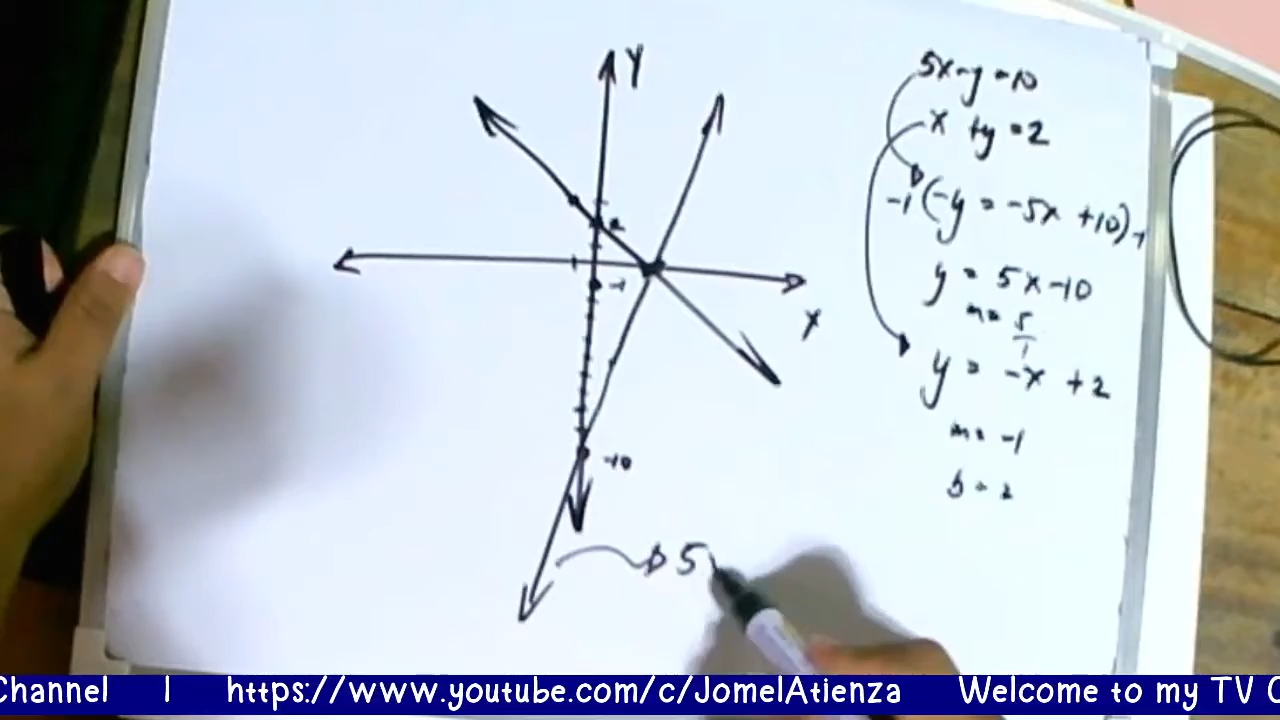 Y
2
-1
X
-10
5
5x-y=10
x+y=2
-1(-y=-5x+10)-1
y=5x-10
m=5/1
y=-x+2
m=-1
b=2
Channel | https://www.youtube.com/c/JomelAtienza Welcome to my TV C